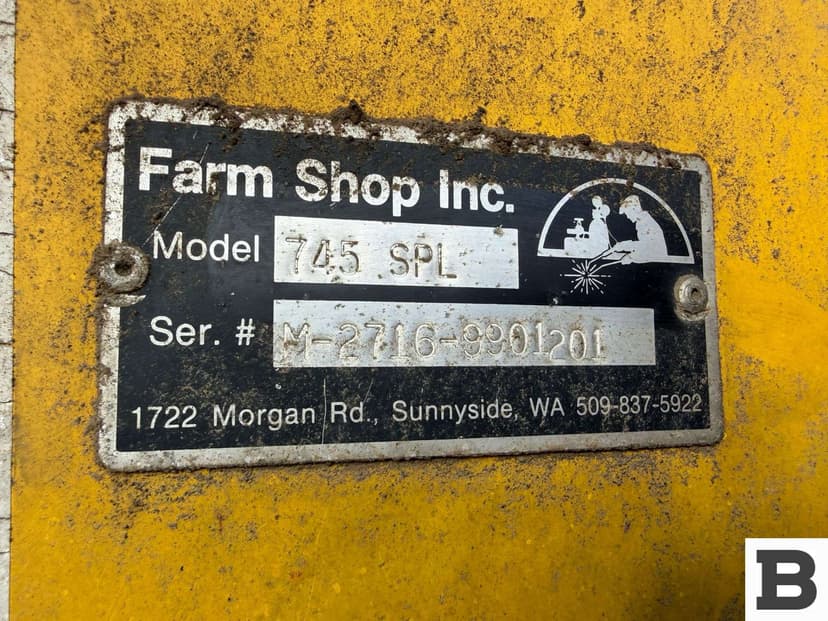 Farm Shop Inc.
Model 745 SPL
Ser. # M-2716-9901201
1722 Morgan Rd., Sunnyside, WA 509-837-5922
B